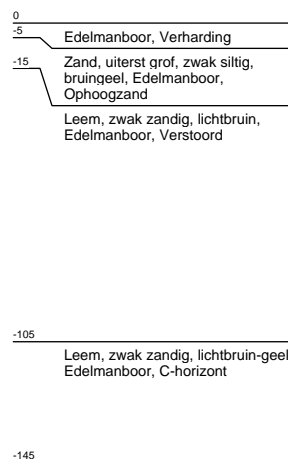 0
-5
Edelmanboor, Verharding
-15
Zand, uiterst grof, zwak siltig,
bruingeel, Edelmanboor,
Ophoogzand
Leem, zwak zandig, lichtbruin,
Edelmanboor, Verstoord
-105
Leem, zwak zandig, lichtbruin-geel
Edelmanboor, C-horizont
-145